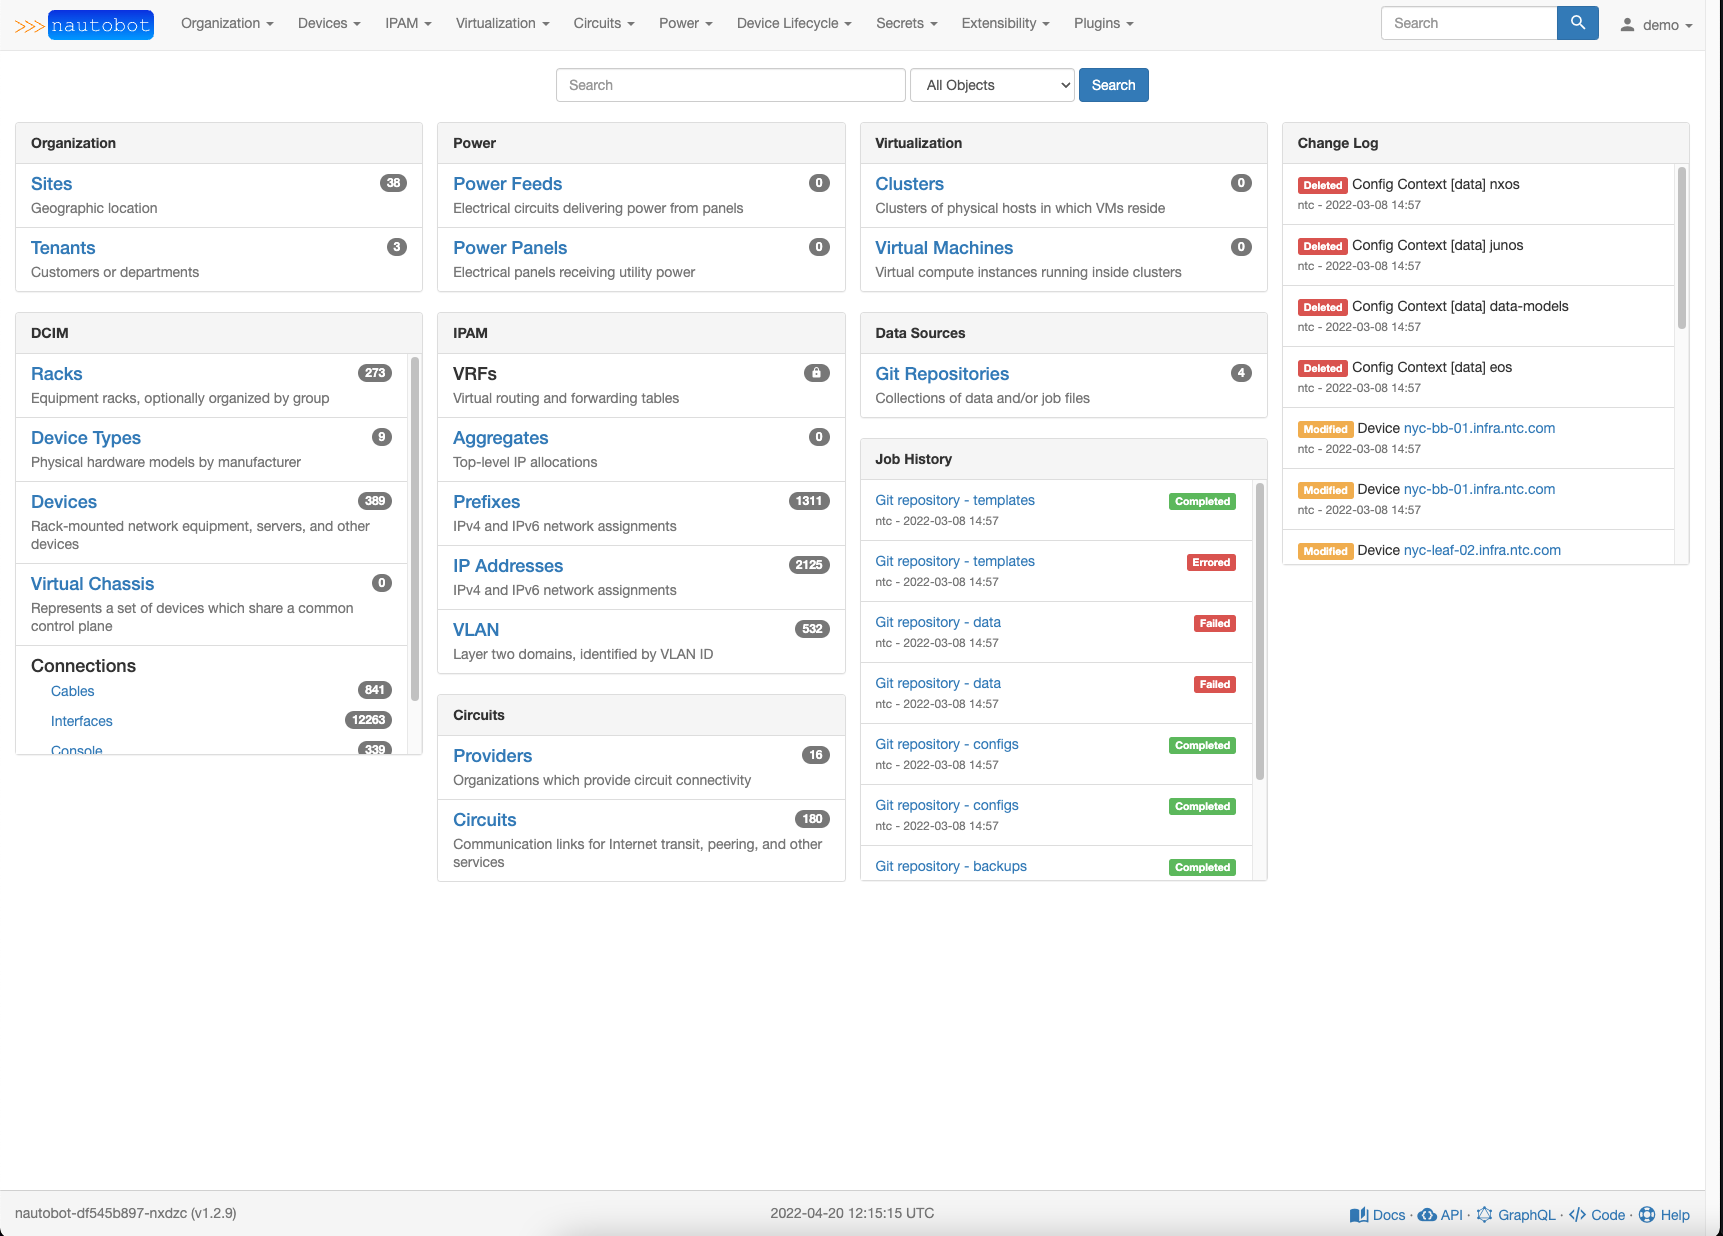 >>> nautobot
Organization Devices IPAM Virtualization Circuits Power Device Lifecycle Secrets Extensibility Plugins Search demo
Search All Objects Search
Organization
Sites 38
Geographic location
Tenants 3
Customers or departments
DCIM
Racks 273
Equipment racks, optionally organized by group
Device Types 9
Physical hardware models by manufacturer
Devices 389
Rack-mounted network equipment, servers, and other
devices
Virtual Chassis 0
Represents a set of devices which share a common
control plane
Connections
Cables 841
Interfaces 12263
Console 339
Power
Power Feeds 0
Electrical circuits delivering power from panels
Power Panels 0
Electrical panels receiving utility power
IPAM
VRFs
Virtual routing and forwarding tables
Aggregates 0
Top-level IP allocations
Prefixes 1311
IPv4 and IPv6 network assignments
IP Addresses 2125
IPv4 and IPv6 network assignments
VLAN 532
Layer two domains, identified by VLAN ID
Circuits
Providers 16
Organizations which provide circuit connectivity
Circuits 180
Communication links for Internet transit, peering, and other
services
Virtualization
Clusters 0
Clusters of physical hosts in which VMs reside
Virtual Machines 0
Virtual compute instances running inside clusters
Data Sources
Git Repositories 4
Collections of data and/or job files
Job History
Git repository - templates Completed
ntc - 2022-03-08 14:57
Git repository - templates Errored
ntc - 2022-03-08 14:57
Git repository - data Failed
ntc - 2022-03-08 14:57
Git repository - data Failed
ntc - 2022-03-08 14:57
Git repository - configs Completed
ntc - 2022-03-08 14:57
Git repository - configs Completed
ntc - 2022-03-08 14:57
Git repository - backups Completed
Change Log
Deleted Config Context [data] nxos
ntc - 2022-03-08 14:57
Deleted Config Context [data] junos
ntc - 2022-03-08 14:57
Deleted Config Context [data] data-models
ntc - 2022-03-08 14:57
Deleted Config Context [data] eos
ntc - 2022-03-08 14:57
Modified Device nyc-bb-01.infra.ntc.com
ntc - 2022-03-08 14:57
Modified Device nyc-bb-01.infra.ntc.com
ntc - 2022-03-08 14:57
Modified Device nyc-leaf-02.infra.ntc.com
nautobot-df545b897-nxdzc (v1.2.9) 2022-04-20 12:15:15 UTC Docs · API · GraphQL · Code · Help